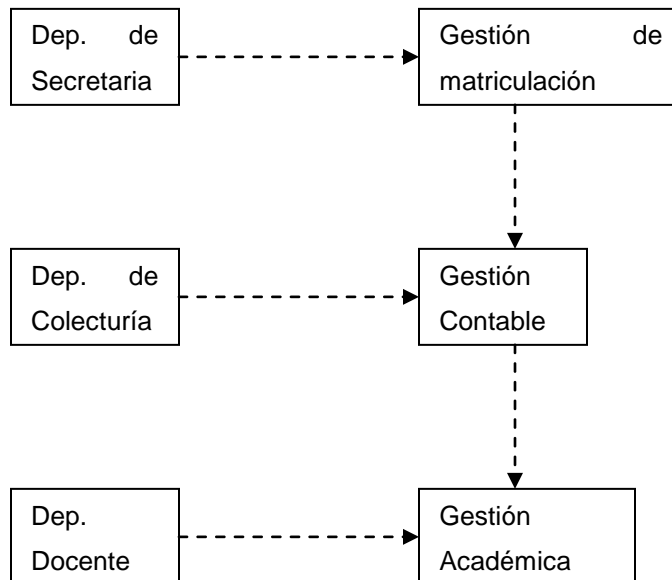 Dep. de
Secretaria
Gestión de
matriculación
Dep. de
Colecturía
Gestión
Contable
Dep.
Docente
Gestión
Académica